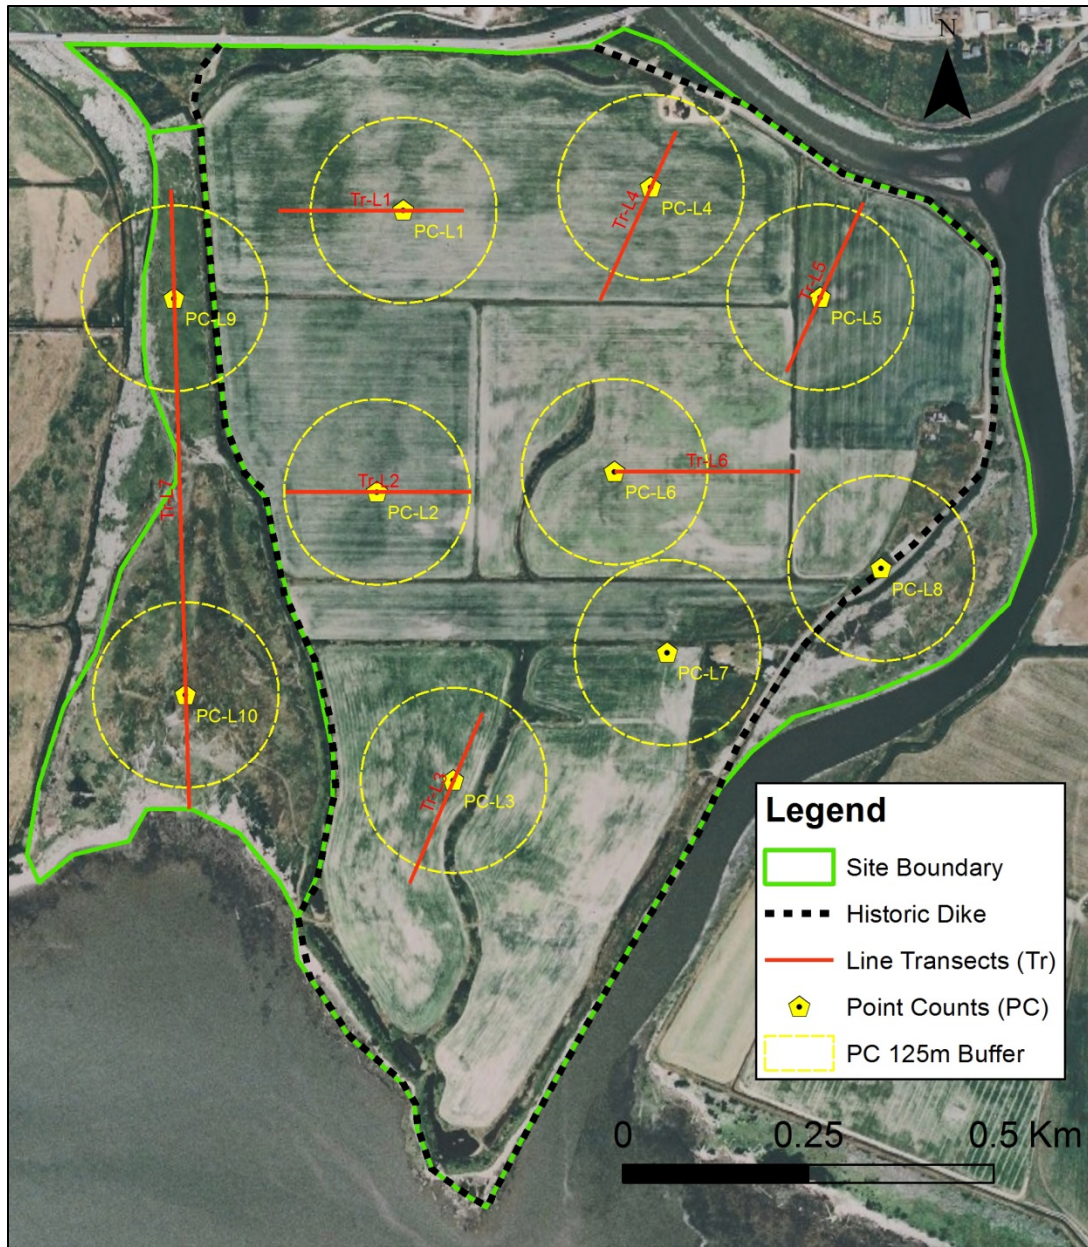 N
Tr-L1
PC-L1
Tr-L4
PC-L4
Tr-L5
PC-L5
PC-L9
Tr-L2
PC-L2
Tr-L6
PC-L6
Tr-L7
PC-L8
PC-L7
PC-L10
Tr-L3
PC-L3
Legend
Site Boundary
Historic Dike
Line Transects (Tr)
Point Counts (PC)
PC 125m Buffer
0 0.25 0.5 Km